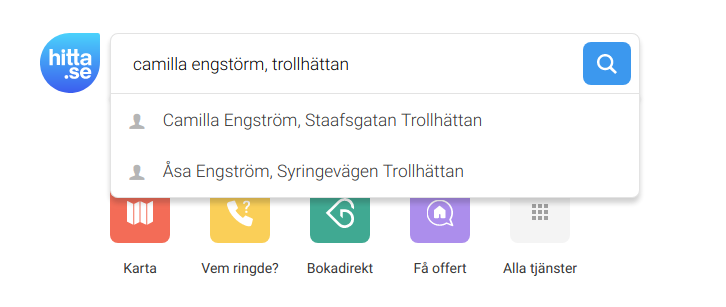 hitta
.se
camilla engstörm, trollhättan
Camilla Engström, Staafsgatan Trollhättan
Åsa Engström, Syringevägen Trollhättan
?
Karta
Vem ringde?
Bokadirekt
Få offert
Alla tjänster